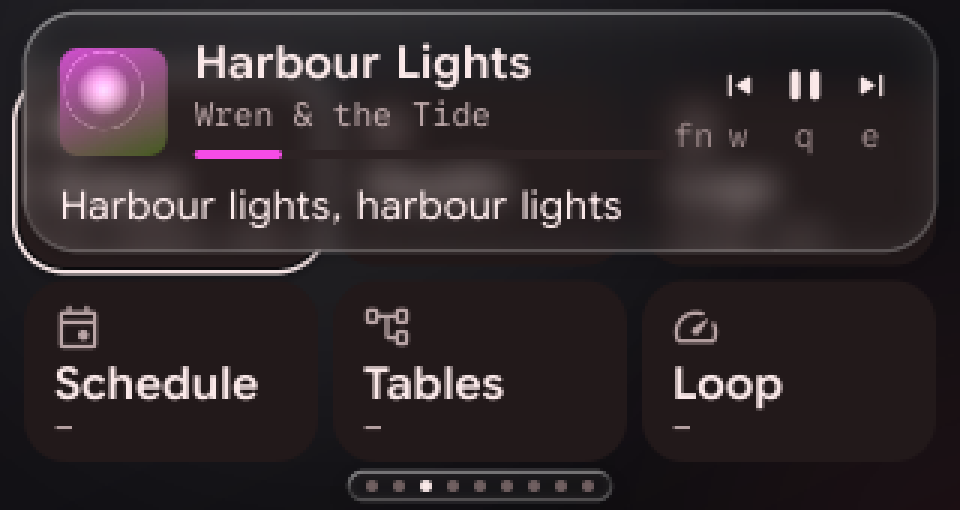 Harbour Lights
Wren & the Tide
fn w q e
Harbour lights, harbour lights
Schedule Tables Loop
– – –